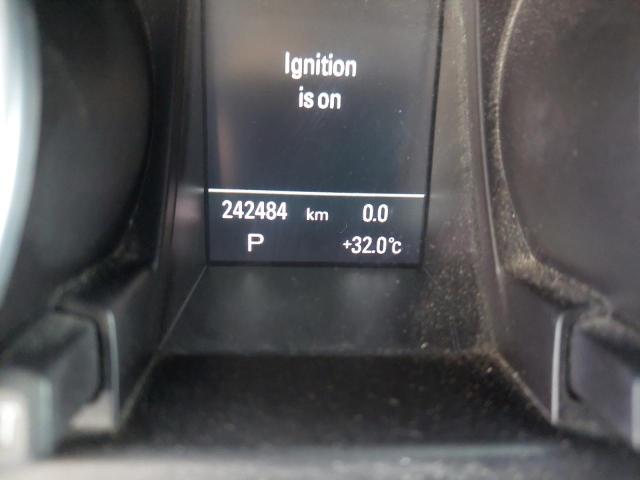 Ignition
is on
242484 km 0.0
P +32.0°c